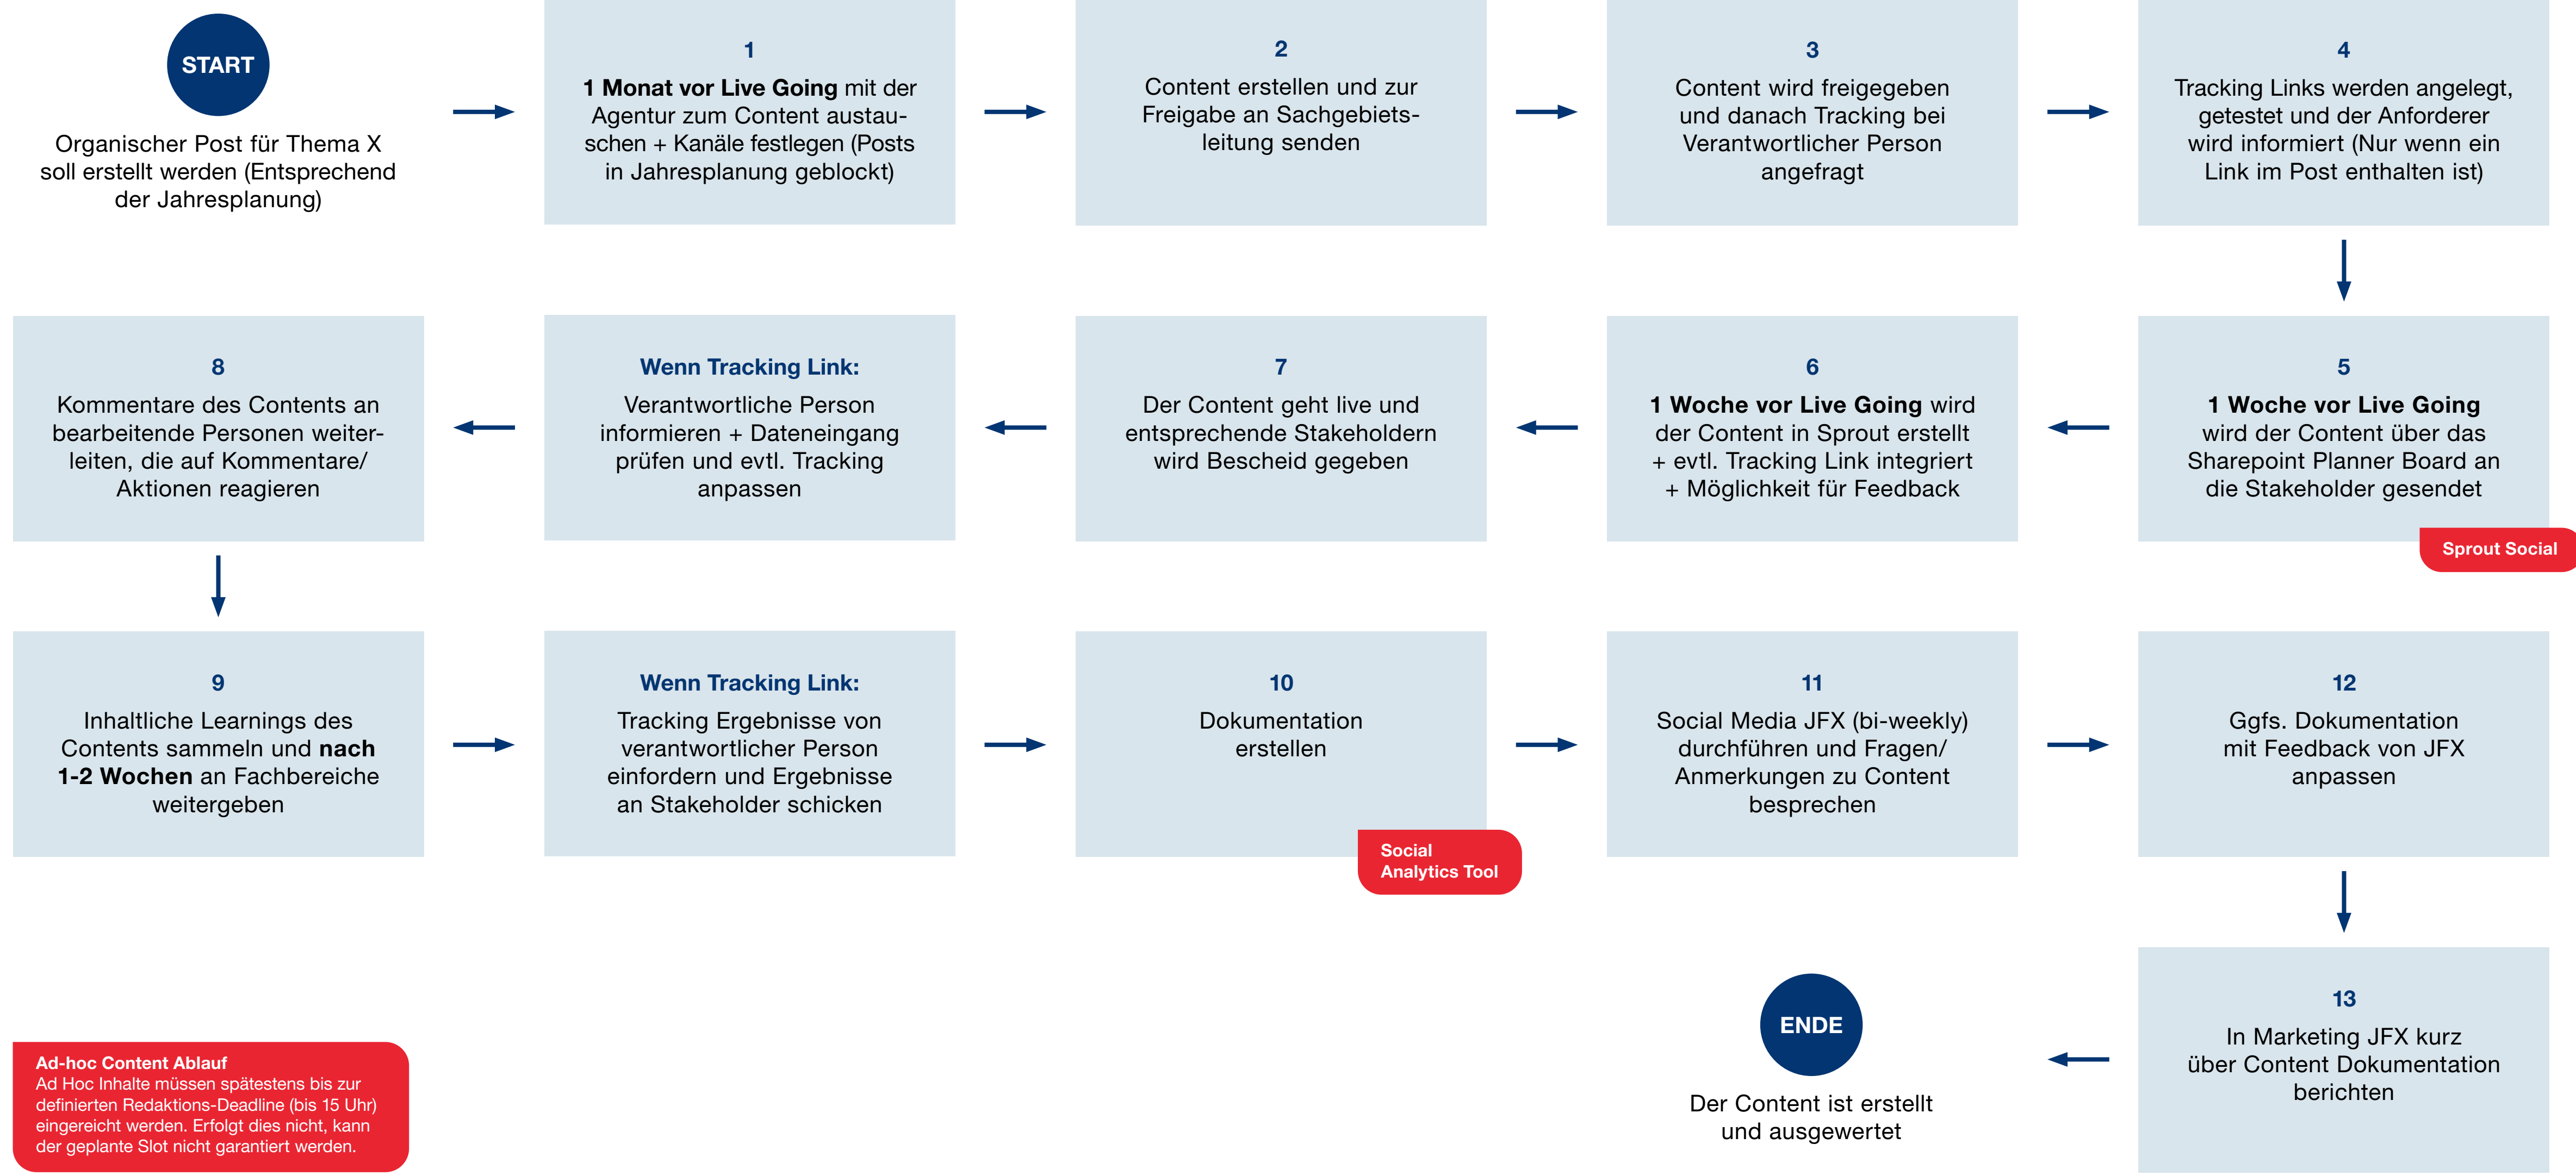 START
Organischer Post für Thema X
soll erstellt werden (Entsprechend
der Jahresplanung)
1
1 Monat vor Live Going mit der
Agentur zum Content austau-
schen + Kanäle festlegen (Posts
in Jahresplanung geblockt)
2
Content erstellen und zur
Freigabe an Sachgebiets-
leitung senden
3
Content wird freigegeben
und danach Tracking bei
Verantwortlicher Person
angefragt
4
Tracking Links werden angelegt,
getestet und der Anforderer
wird informiert (Nur wenn ein
Link im Post enthalten ist)
5
1 Woche vor Live Going
wird der Content über das
Sharepoint Planner Board an
die Stakeholder gesendet
Sprout Social
6
1 Woche vor Live Going wird
der Content in Sprout erstellt
+ evtl. Tracking Link integriert
+ Möglichkeit für Feedback
7
Der Content geht live und
entsprechende Stakeholdern
wird Bescheid gegeben
Wenn Tracking Link:
Verantwortliche Person
informieren + Dateneingang
prüfen und evtl. Tracking
anpassen
8
Kommentare des Contents an
bearbeitende Personen weiter-
leiten, die auf Kommentare/
Aktionen reagieren
9
Inhaltliche Learnings des
Contents sammeln und nach
1-2 Wochen an Fachbereiche
weitergeben
Wenn Tracking Link:
Tracking Ergebnisse von
verantwortlicher Person
einfordern und Ergebnisse
an Stakeholder schicken
10
Dokumentation
erstellen
Social
Analytics Tool
11
Social Media JFX (bi-weekly)
durchführen und Fragen/
Anmerkungen zu Content
besprechen
12
Ggfs. Dokumentation
mit Feedback von JFX
anpassen
13
In Marketing JFX kurz
über Content Dokumentation
berichten
ENDE
Der Content ist erstellt
und ausgewertet
Ad-hoc Content Ablauf
Ad Hoc Inhalte müssen spätestens bis zur
definierten Redaktions-Deadline (bis 15 Uhr)
eingereicht werden. Erfolgt dies nicht, kann
der geplante Slot nicht garantiert werden.